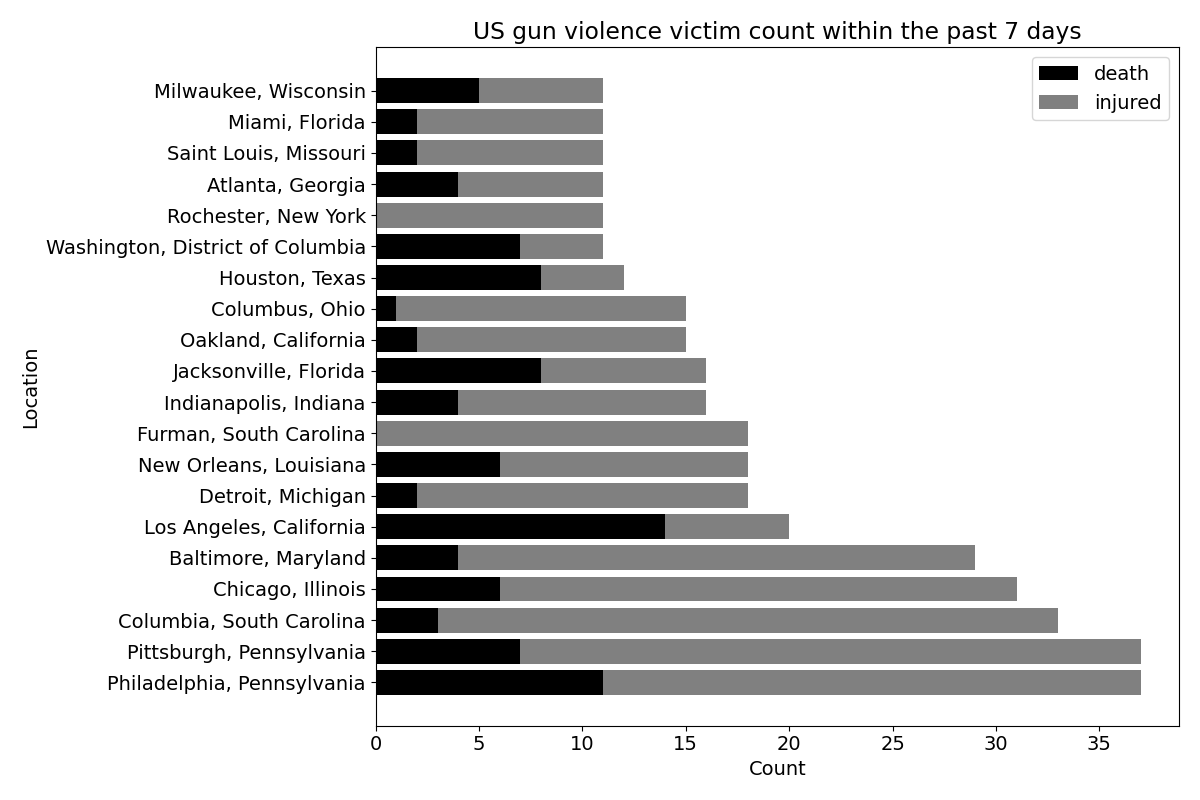 US gun violence victim count within the past 7 days
death
injured
Milwaukee, Wisconsin
Miami, Florida
Saint Louis, Missouri
Atlanta, Georgia
Rochester, New York
Washington, District of Columbia
Houston, Texas
Columbus, Ohio
Oakland, California
Jacksonville, Florida
Indianapolis, Indiana
Furman, South Carolina
New Orleans, Louisiana
Detroit, Michigan
Los Angeles, California
Baltimore, Maryland
Chicago, Illinois
Columbia, South Carolina
Pittsburgh, Pennsylvania
Philadelphia, Pennsylvania
Location
0 5 10 15 20 25 30 35
Count